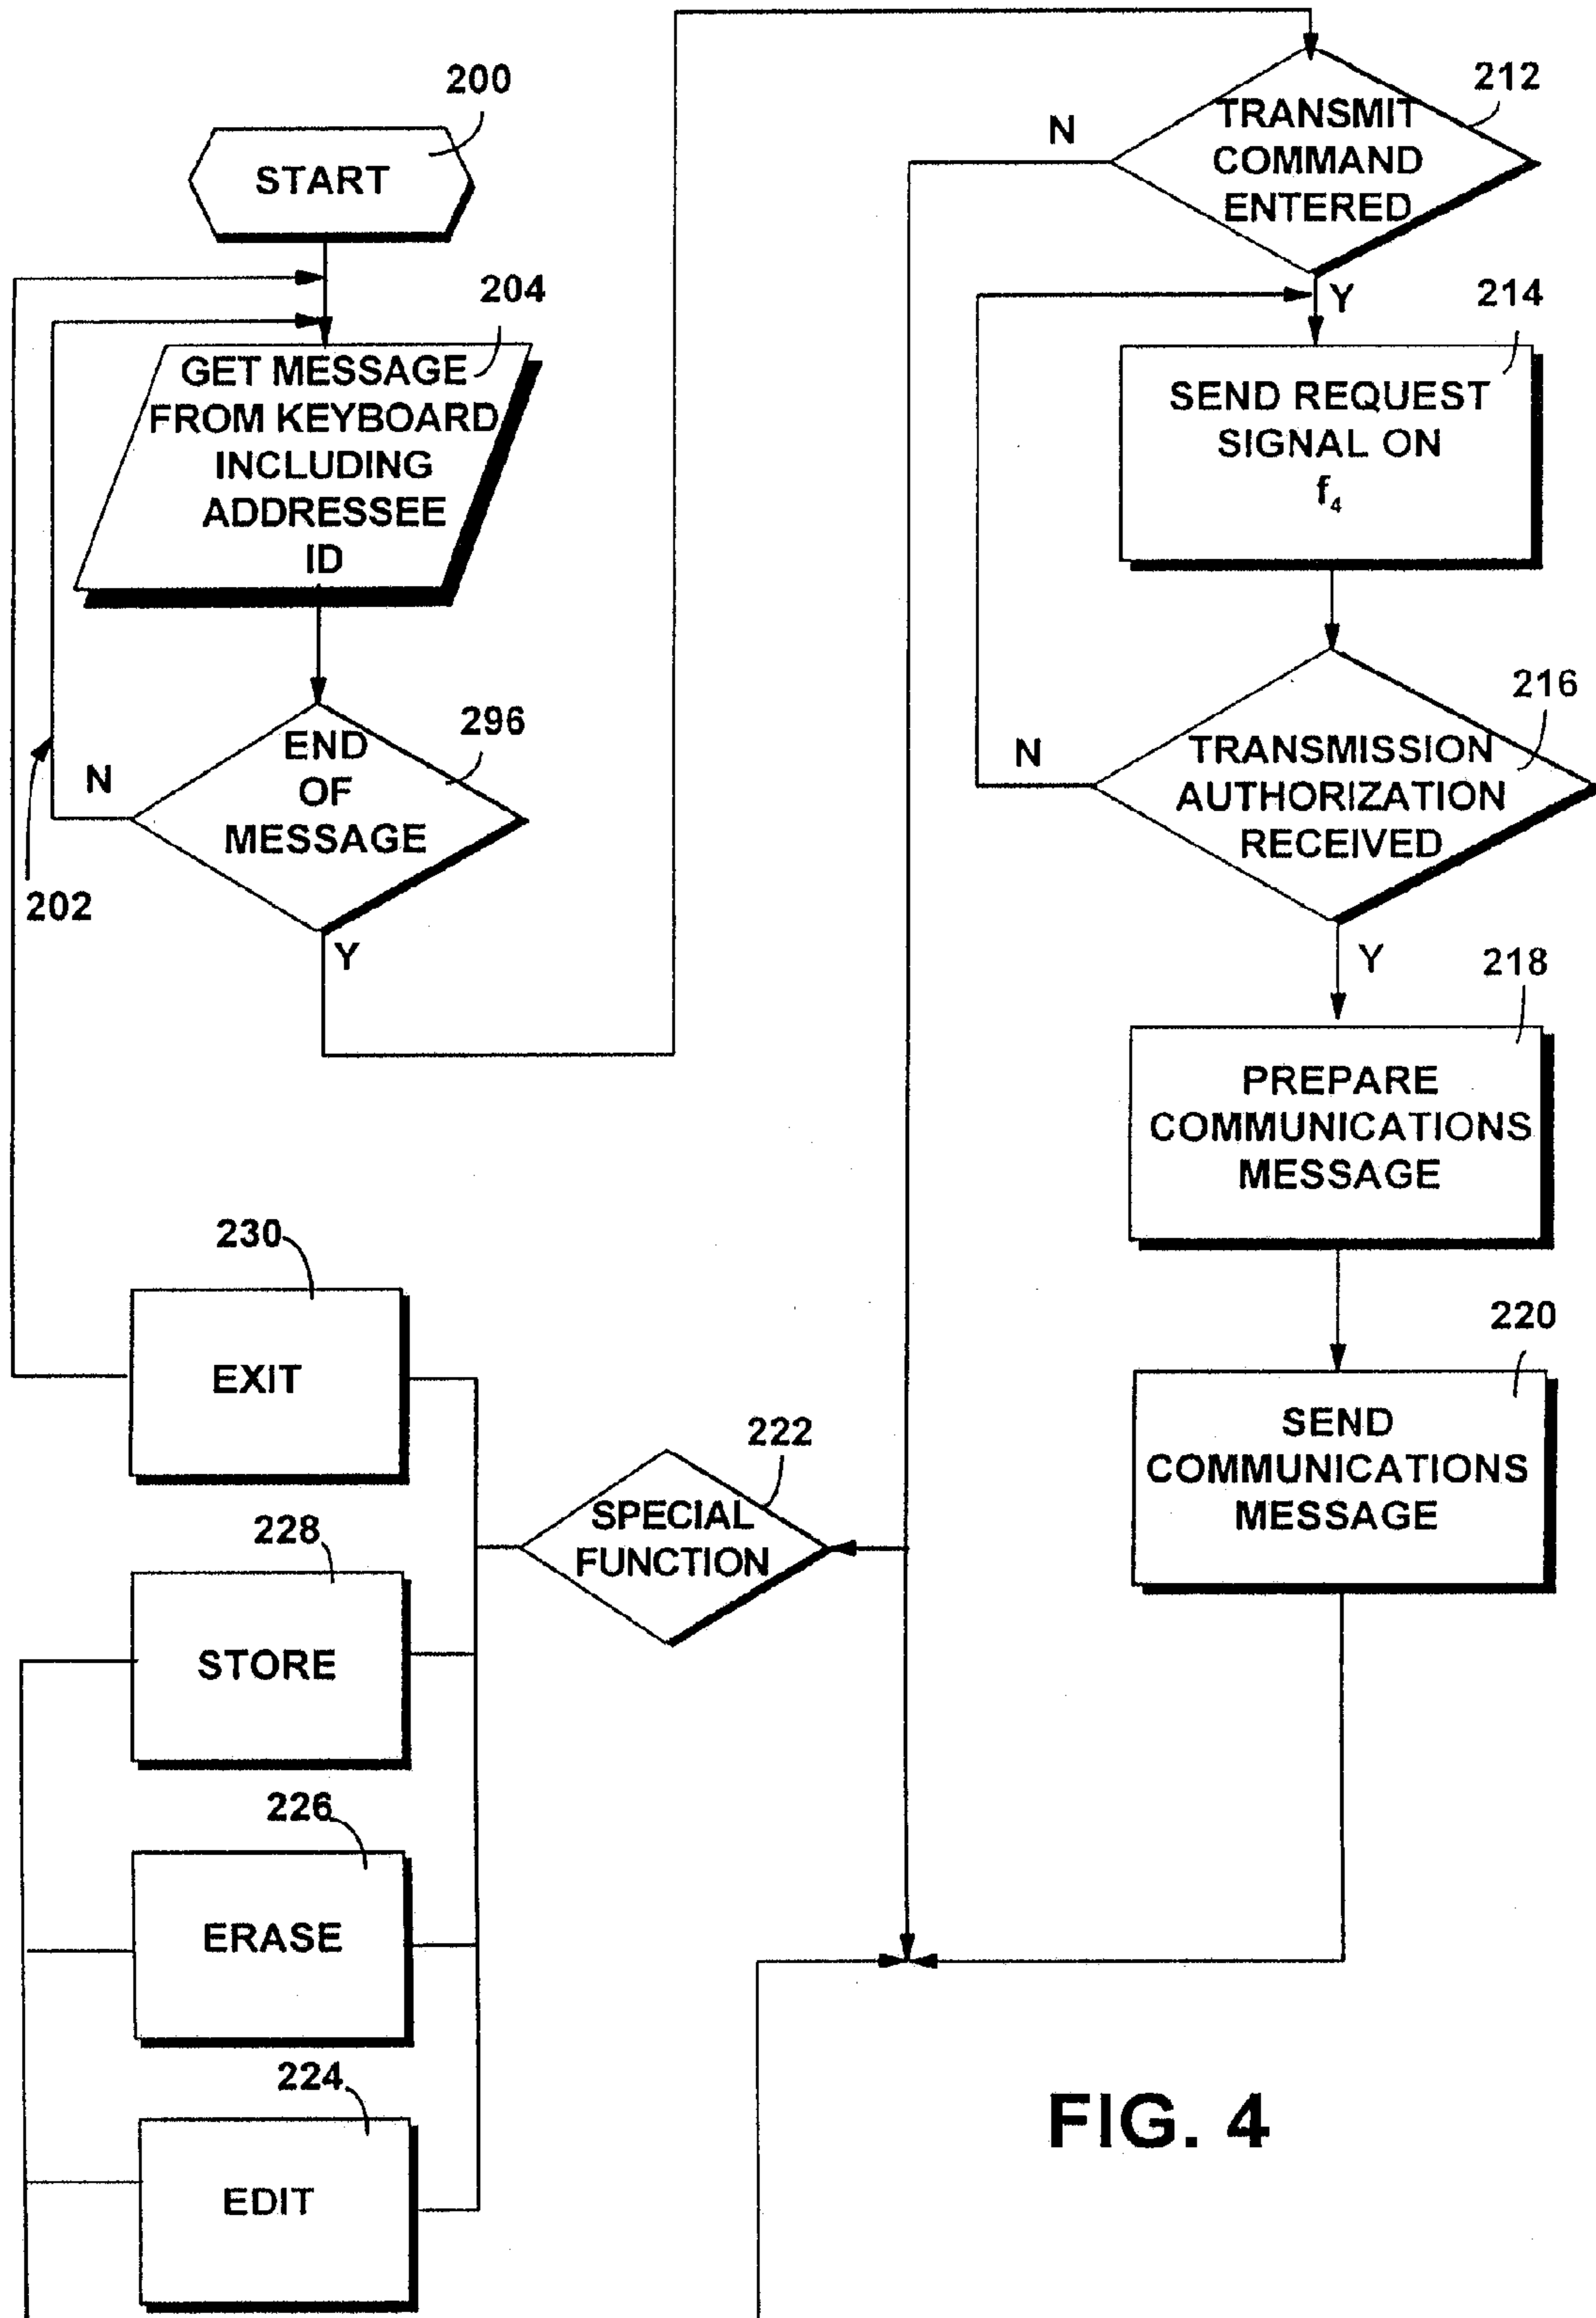 200
START
204
GET MESSAGE
FROM KEYBOARD
INCLUDING
ADDRESSEE
ID
296
END
OF
MESSAGE
N
Y
202
212
TRANSMIT
COMMAND
ENTERED
N
Y
214
SEND REQUEST
SIGNAL ON
f₄
216
TRANSMISSION
AUTHORIZATION
RECEIVED
N
Y
218
PREPARE
COMMUNICATIONS
MESSAGE
220
SEND
COMMUNICATIONS
MESSAGE
222
SPECIAL
FUNCTION
230
EXIT
228
STORE
226
ERASE
224
EDIT
FIG. 4